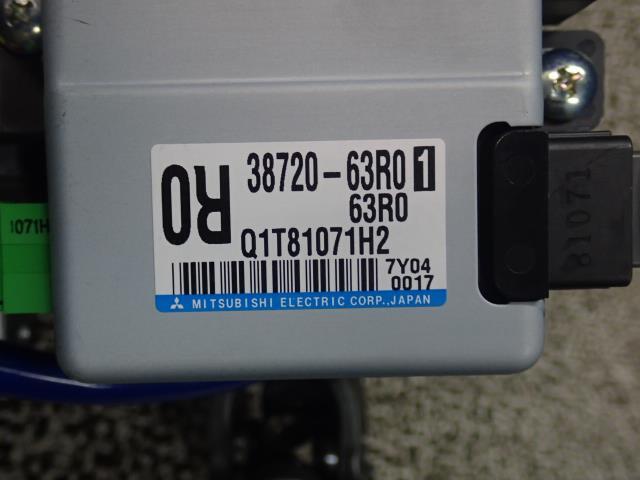 R0
38720-63R0 1
63R0
Q1T81071H2
7Y04
0017
MITSUBISHI ELECTRIC CORP.,JAPAN
1071H
81071